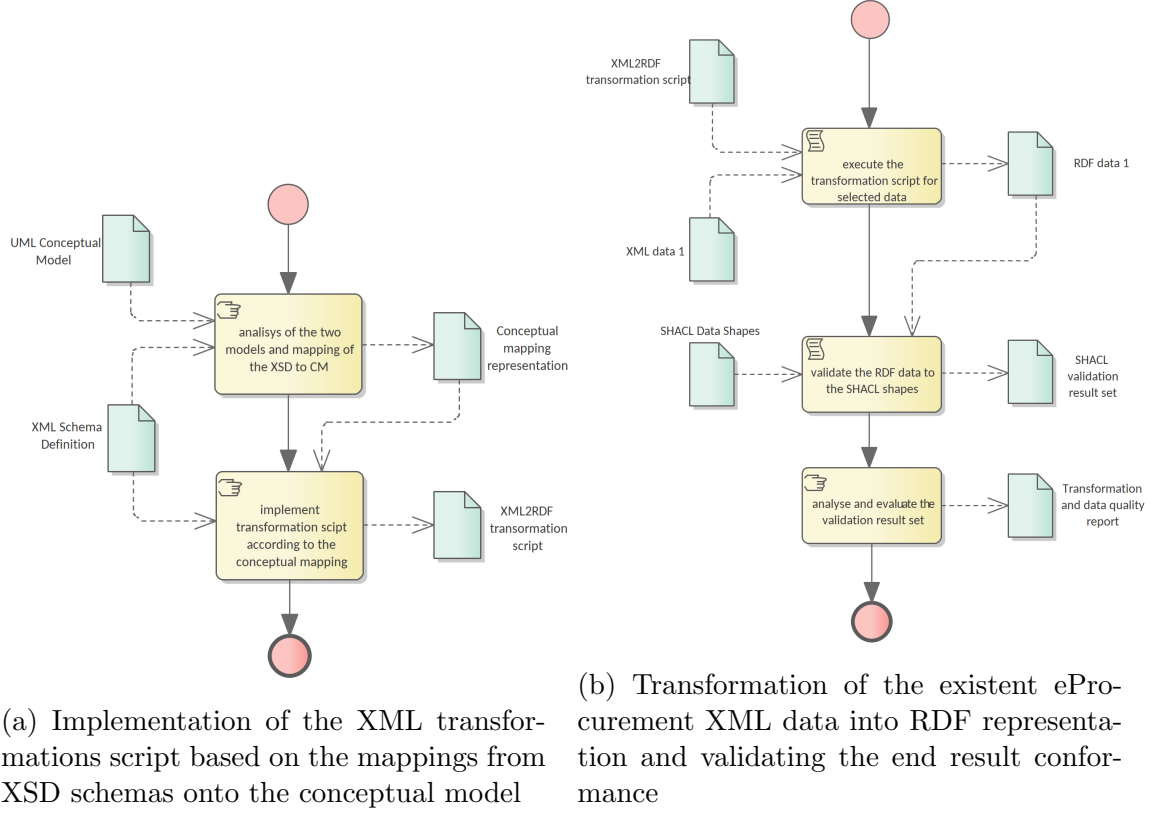 UML Conceptual
Model
analisys of the two
models and mapping of
the XSD to CM
Conceptual
mapping
representation
XML Schema
Definition
implement
transformation scipt
according to the
conceptual mapping
XML2RDF
transormation
script
(a) Implementation of the XML transfor-
mations script based on the mappings from
XSD schemas onto the conceptual model
XML2RDF
transormation script
execute the
transformation script for
selected data
RDF data 1
XML data 1
SHACL Data Shapes
validate the RDF data to
the SHACL shapes
SHACL
validation
result set
analyse and evaluate the
validation result set
Transformation
and data quality
report
(b) Transformation of the existent ePro-
curement XML data into RDF representa-
tion and validating the end result confor-
mance